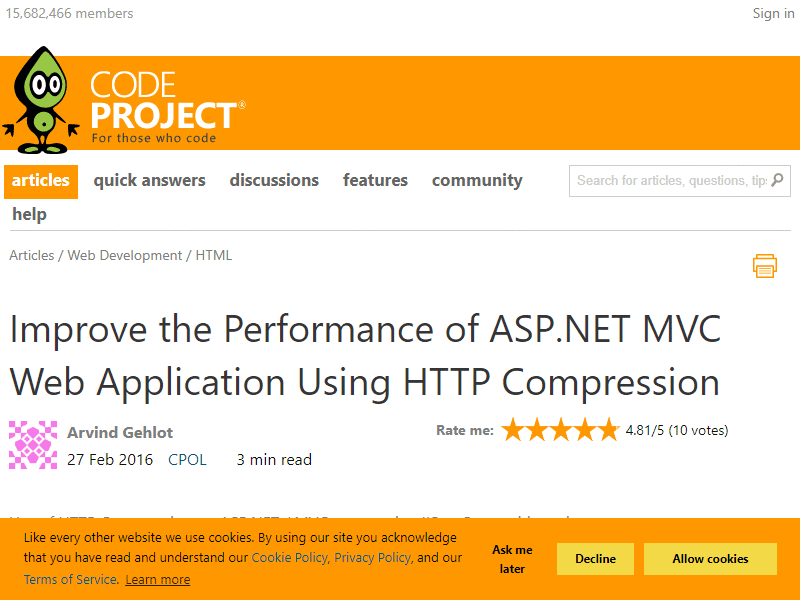 15,682,466 members
Sign in
CODE
PROJECT®
For those who code
articles quick answers discussions features community
Search for articles, questions, tips
help
Articles / Web Development / HTML
Improve the Performance of ASP.NET MVC
Web Application Using HTTP Compression
Arvind Gehlot
Rate me: 4.81/5 (10 votes)
27 Feb 2016 CPOL 3 min read
Like every other website we use cookies. By using our site you acknowledge
that you have read and understand our Cookie Policy, Privacy Policy, and our
Terms of Service. Learn more
Ask me
later
Decline
Allow cookies